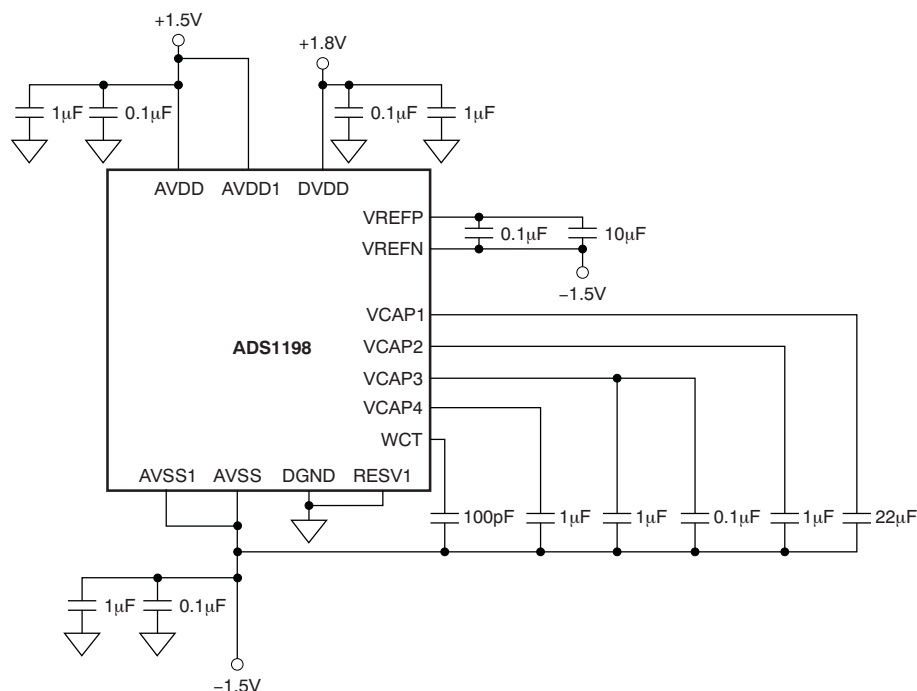 +1.5V
+1.8V
1μF 0.1μF 0.1μF 1μF
AVDD AVDD1 DVDD
VREFP
0.1μF 10μF
VREFN
−1.5V
VCAP1
ADS1198 VCAP2
VCAP3
VCAP4
WCT
AVSS1 AVSS DGND RESV1
100pF 1μF 1μF 0.1μF 1μF 22μF
1μF 0.1μF
−1.5V